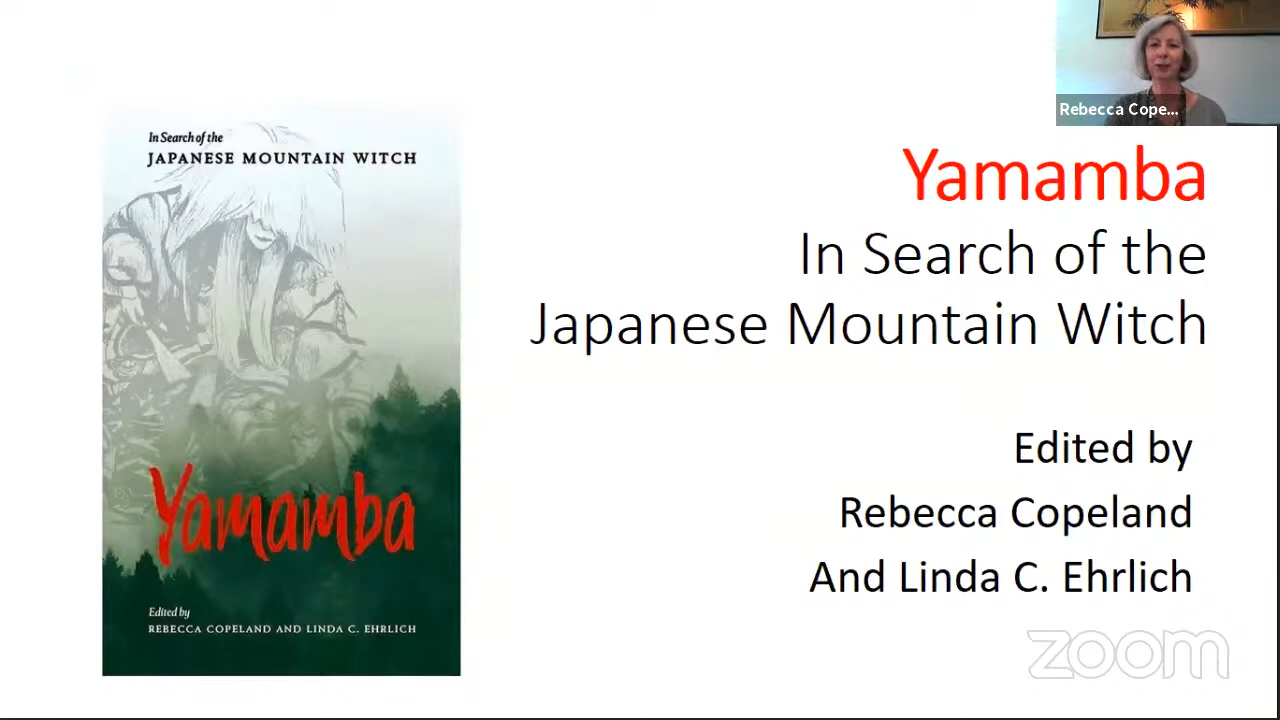 In Search of the
JAPANESE MOUNTAIN WITCH
Yamamba
Edited by
REBECCA COPELAND AND LINDA C. EHRLICH
Rebecca Cope...
Yamamba
In Search of the
Japanese Mountain Witch
Edited by
Rebecca Copeland
And Linda C. Ehrlich
zoom